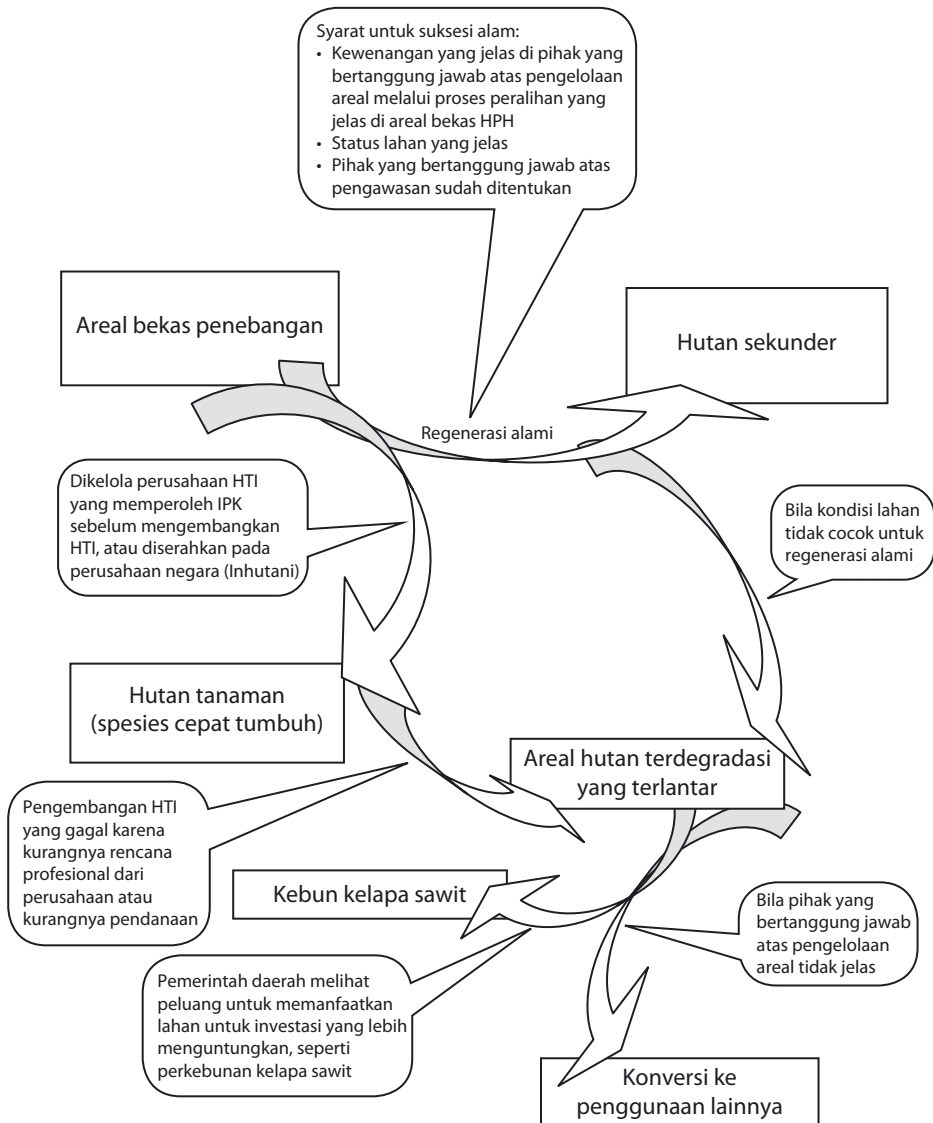 Syarat untuk suksesi alam:
• Kewenangan yang jelas di pihak yang
bertanggung jawab atas pengelolaan
areal melalui proses peralihan yang
jelas di areal bekas HPH
• Status lahan yang jelas
• Pihak yang bertanggung jawab atas
pengawasan sudah ditentukan
Areal bekas penebangan
Hutan sekunder
Regenerasi alami
Dikelola perusahaan HTI
yang memperoleh IPK
sebelum mengembangkan
HTI, atau diserahkan pada
perusahaan negara (Inhutani)
Bila kondisi lahan
tidak cocok untuk
regenerasi alami
Hutan tanaman
(spesies cepat tumbuh)
Areal hutan terdegradasi
yang terlantar
Pengembangan HTI
yang gagal karena
kurangnya rencana
profesional dari
perusahaan atau
kurangnya pendanaan
Kebun kelapa sawit
Bila pihak yang
bertanggung jawab
atas pengelolaan
areal tidak jelas
Pemerintah daerah melihat
peluang untuk memanfaatkan
lahan untuk investasi yang lebih
menguntungkan, seperti
perkebunan kelapa sawit
Konversi ke
penggunaan lainnya